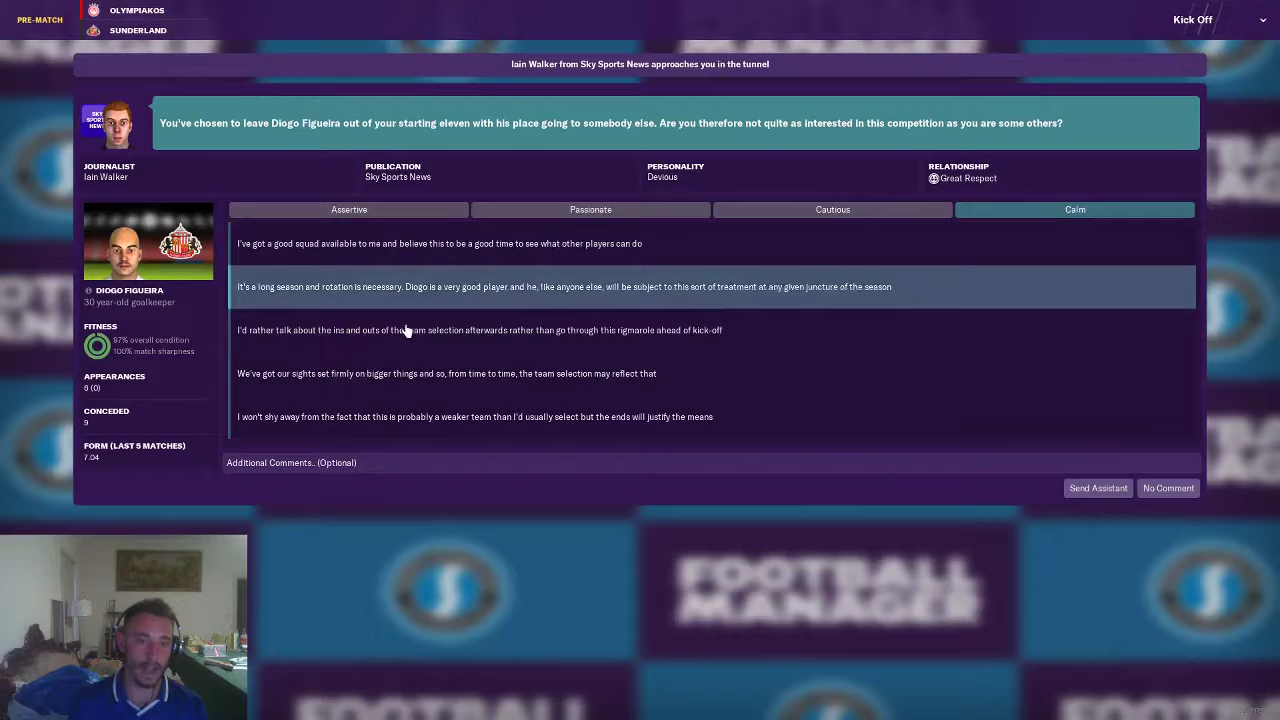 PRE-MATCH
OLYMPIAKOS
SUNDERLAND
Kick Off
Iain Walker from Sky Sports News approaches you in the tunnel
SKY
SPORTS
NEWS
You've chosen to leave Diogo Figueira out of your starting eleven with his place going to somebody else. Are you therefore not quite as interested in this competition as you are some others?
JOURNALIST
Iain Walker
PUBLICATION
Sky Sports News
PERSONALITY
Devious
RELATIONSHIP
Great Respect
Assertive
Passionate
Cautious
Calm
I've got a good squad available to me and believe this to be a good time to see what other players can do
It's a long season and rotation is necessary. Diogo is a very good player and he, like anyone else, will be subject to this sort of treatment at any given juncture of the season
I'd rather talk about the ins and outs of the team selection afterwards rather than go through this rigmarole ahead of kick-off
We've got our sights set firmly on bigger things and so, from time to time, the team selection may reflect that
I won't shy away from the fact that this is probably a weaker team than I'd usually select but the ends will justify the means
DIOGO FIGUEIRA
30 year-old goalkeeper
FITNESS
97% overall condition
100% match sharpness
APPEARANCES
6 (0)
CONCEDED
9
FORM (LAST 5 MATCHES)
7.04
Additional Comments.. (Optional)
Send Assistant
No Comment
FOOTBALL
MANAGER